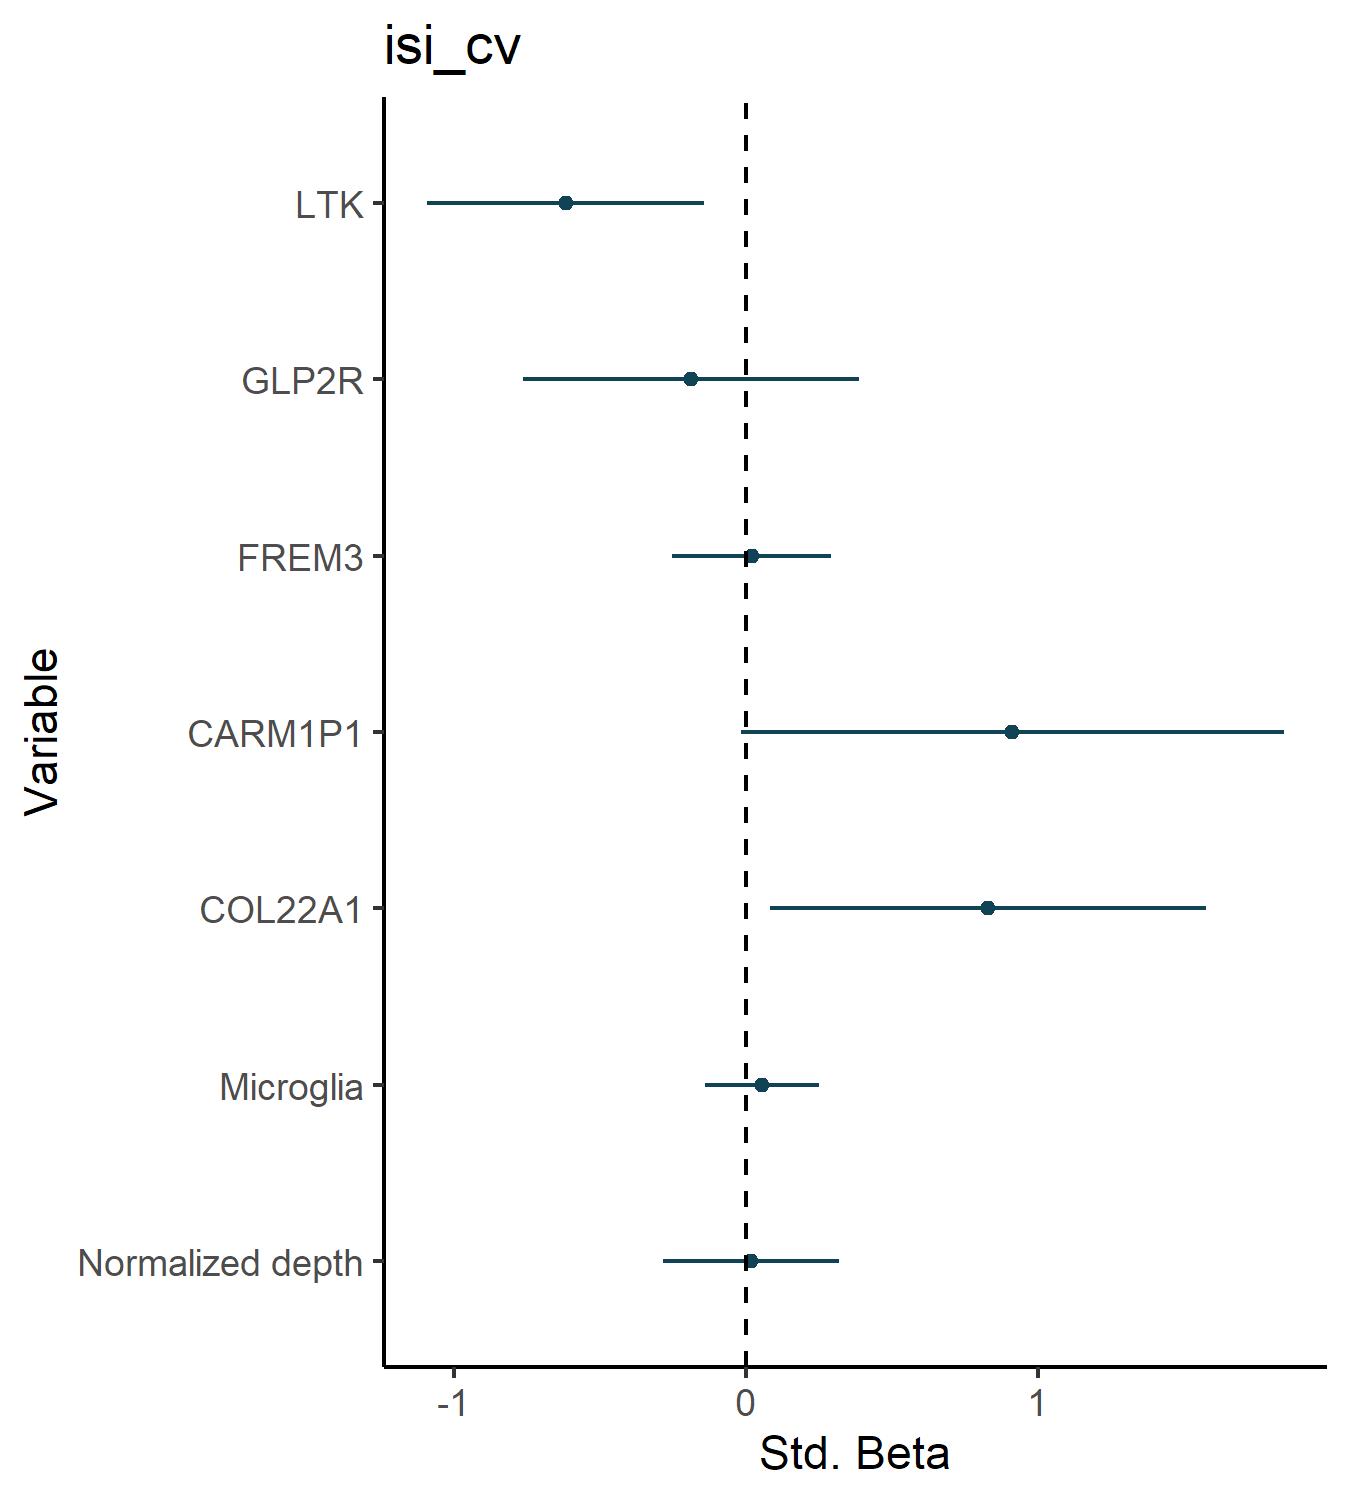 isi_cv
LTK
GLP2R
FREM3
CARM1P1
COL22A1
Microglia
Normalized depth
Variable
-1 0 1
Std. Beta